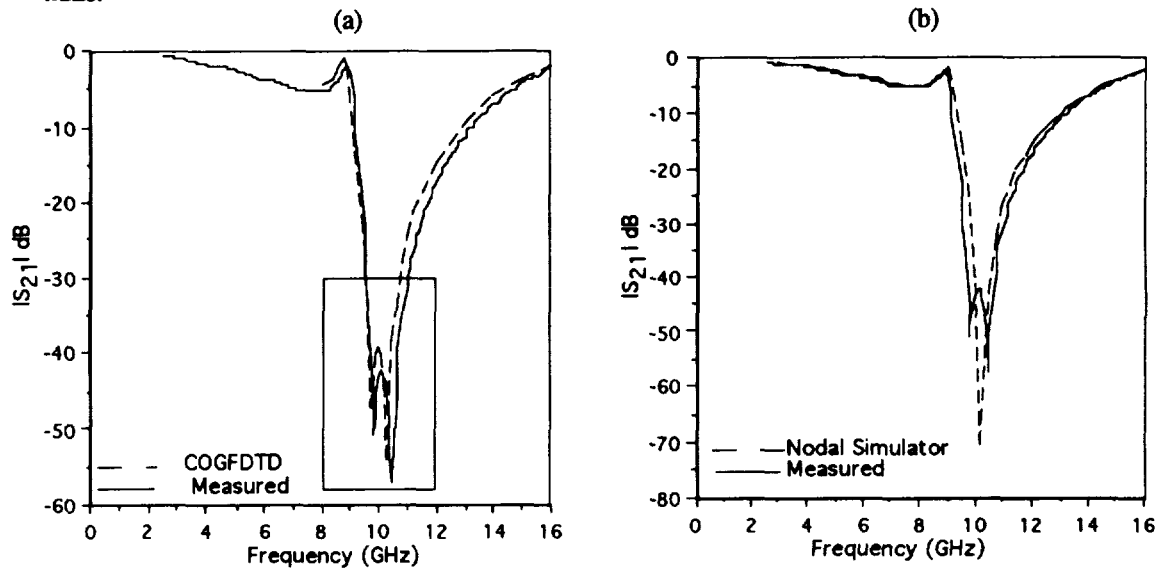 (a)
0
-10
-20
-30
-40
-50
-60
|S21| dB
COGFDTD
Measured
0 2 4 6 8 10 12 14 16
Frequency (GHz)
(b)
0
-10
-20
-30
-40
-50
-60
-70
-80
|S21| dB
Nodal Simulator
Measured
0 2 4 6 8 10 12 14 16
Frequency (GHz)